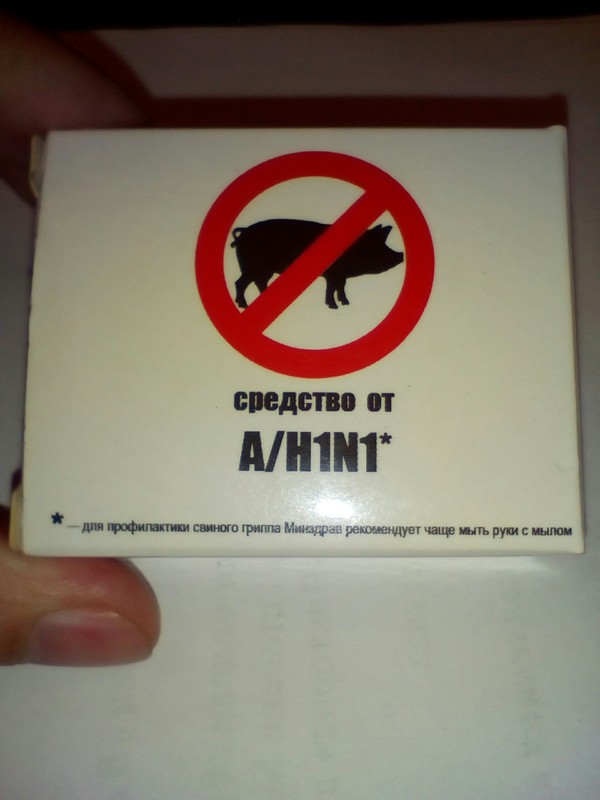 средство от
A/H1N1*
* — для профилактики свиного гриппа Минздрав рекомендует чаще мыть руки с мылом